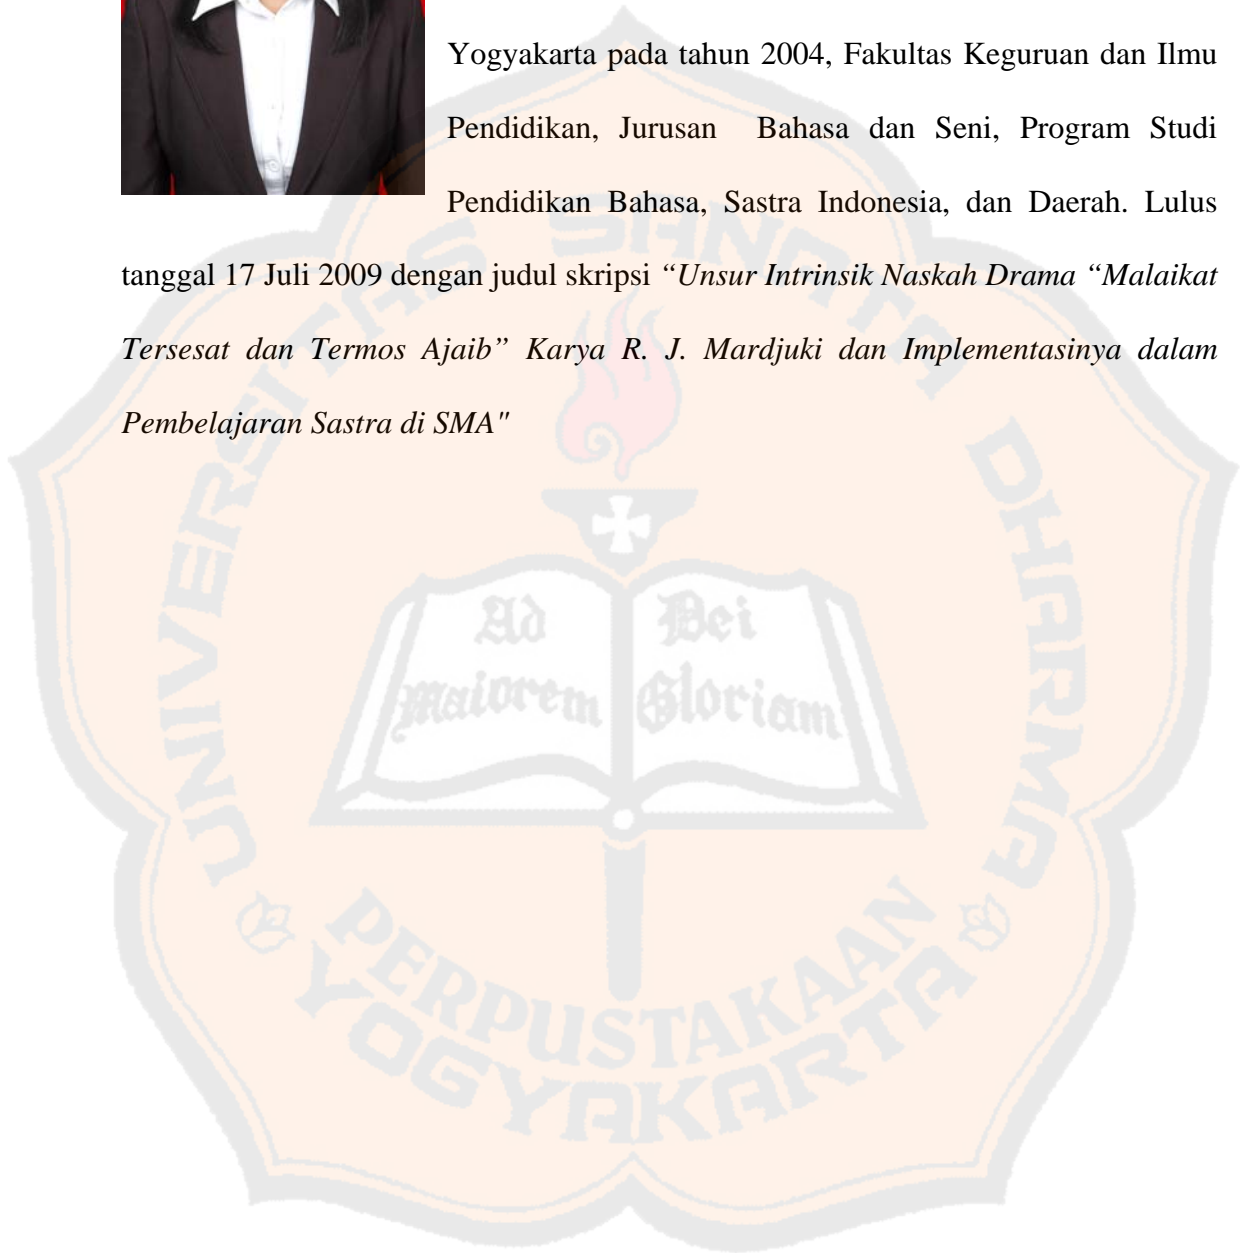 Yogyakarta pada tahun 2004, Fakultas Keguruan dan Ilmu
Pendidikan, Jurusan Bahasa dan Seni, Program Studi
Pendidikan Bahasa, Sastra Indonesia, dan Daerah. Lulus
tanggal 17 Juli 2009 dengan judul skripsi “Unsur Intrinsik Naskah Drama “Malaikat
Tersesat dan Termos Ajaib” Karya R. J. Mardjuki dan Implementasinya dalam
Pembelajaran Sastra di SMA"
UNIVERSITAS SANATA DHARMA
Ad Dei
maiorem Gloriam
PERPUSTAKAAN
YOGYAKARTA